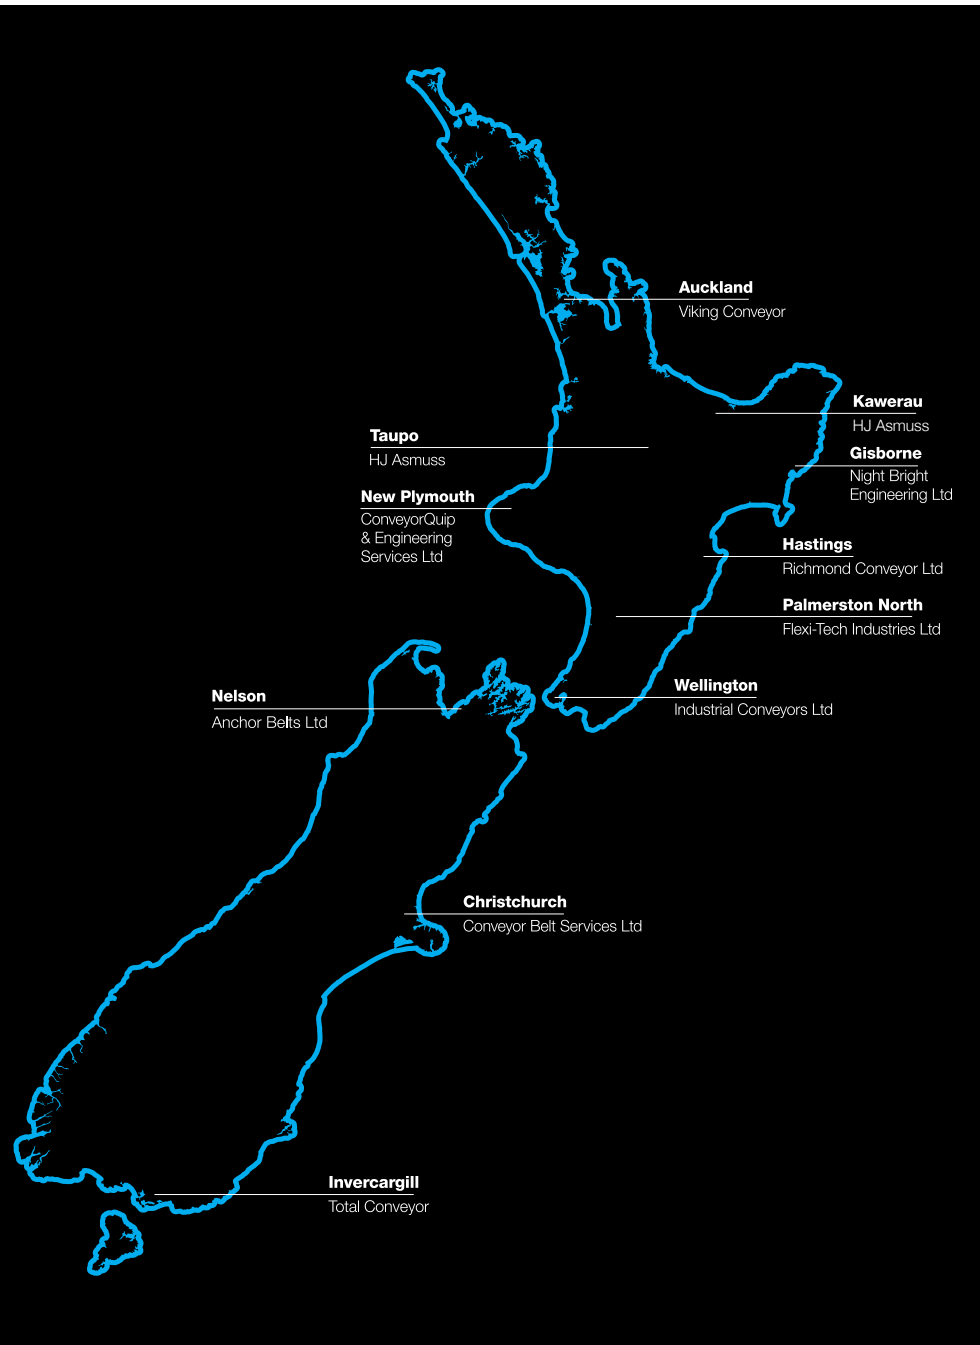 Auckland
Viking Conveyor
Kawerau
HJ Asmuss
Taupo
HJ Asmuss
Gisborne
Night Bright
Engineering Ltd
New Plymouth
ConveyorQuip
& Engineering
Services Ltd
Hastings
Richmond Conveyor Ltd
Palmerston North
Flexi-Tech Industries Ltd
Wellington
Industrial Conveyors Ltd
Nelson
Anchor Belts Ltd
Christchurch
Conveyor Belt Services Ltd
Invercargill
Total Conveyor